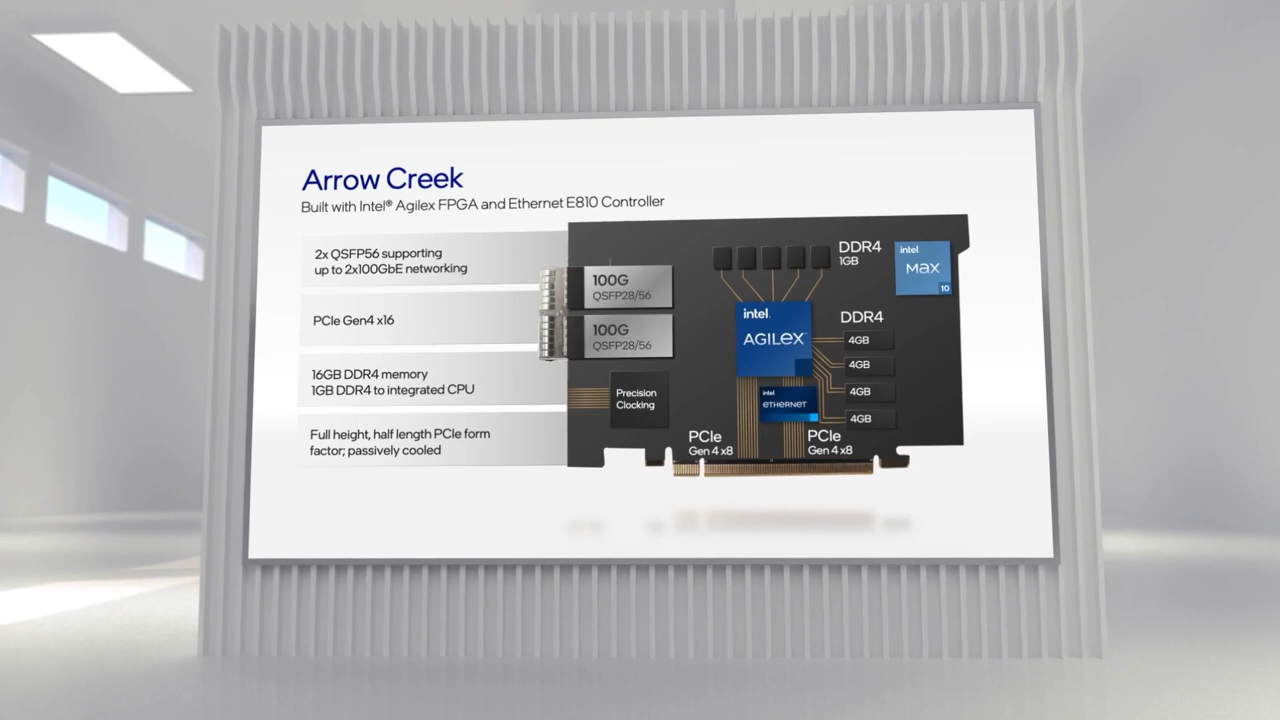 Arrow Creek
Built with Intel® Agilex FPGA and Ethernet E810 Controller
2x QSFP56 supporting
up to 2x100GbE networking
PCIe Gen4 x16
16GB DDR4 memory
1GB DDR4 to integrated CPU
Full height, half length PCIe form
factor; passively cooled
100G
QSFP28/56
100G
QSFP28/56
Precision
Clocking
DDR4
1GB
intel.
MAX
10
intel.
AGILEX™
DDR4
4GB
4GB
4GB
4GB
intel.
ETHERNET
PCIe
Gen 4 x8
PCIe
Gen 4 x8